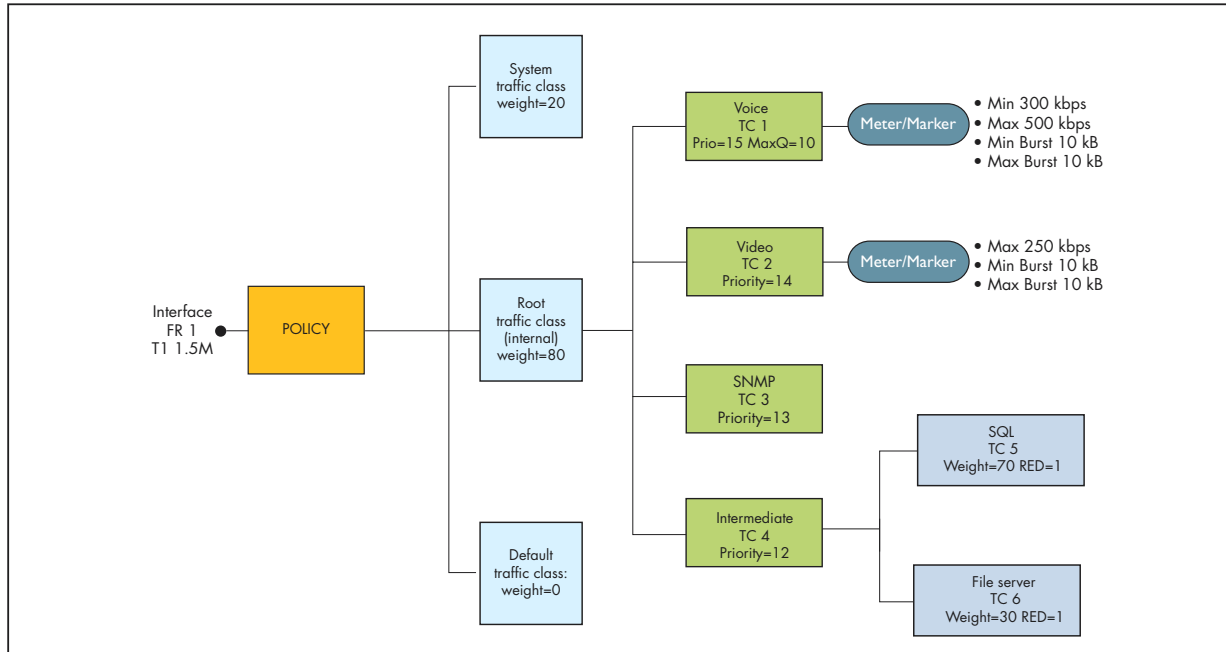 Interface
FR 1
T1 1.5M
POLICY
System
traffic class
weight=20
Root
traffic class
(internal)
weight=80
Default
traffic class:
weight=0
Voice
TC 1
Prio=15 MaxQ=10
Meter/Marker
• Min 300 kbps
• Max 500 kbps
• Min Burst 10 kB
• Max Burst 10 kB
Video
TC 2
Priority=14
Meter/Marker
• Max 250 kbps
• Min Burst 10 kB
• Max Burst 10 kB
SNMP
TC 3
Priority=13
Intermediate
TC 4
Priority=12
SQL
TC 5
Weight=70 RED=1
File server
TC 6
Weight=30 RED=1